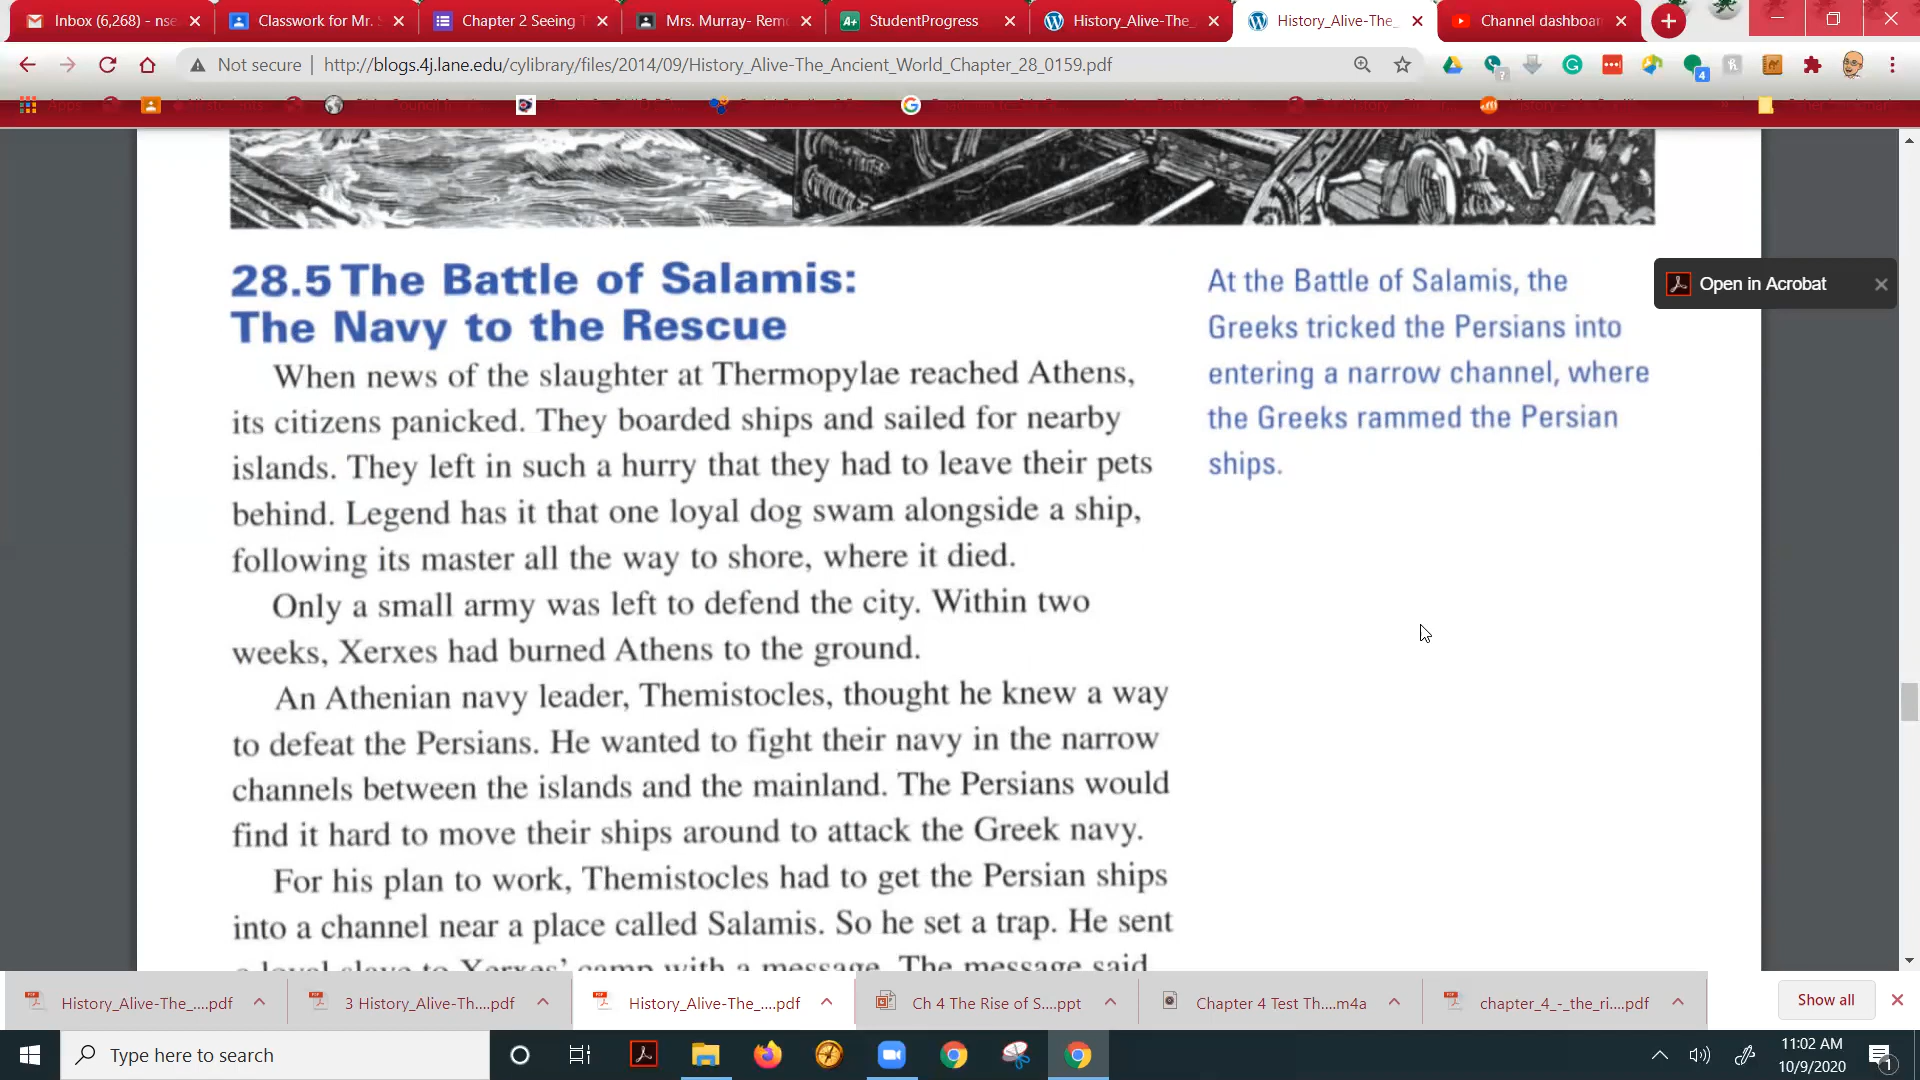 Inbox (6,268) - nse
Classwork for Mr. S
Chapter 2 Seeing T
Mrs. Murray- Rem
StudentProgress
History_Alive-The_
History_Alive-The_
Channel dashboar
Not secure
http://blogs.4j.lane.edu/cylibrary/files/2014/09/History_Alive-The_Ancient_World_Chapter_28_0159.pdf
Apps
28.5 The Battle of Salamis:
The Navy to the Rescue
When news of the slaughter at Thermopylae reached Athens,
its citizens panicked. They boarded ships and sailed for nearby
islands. They left in such a hurry that they had to leave their pets
behind. Legend has it that one loyal dog swam alongside a ship,
following its master all the way to shore, where it died.
Only a small army was left to defend the city. Within two
weeks, Xerxes had burned Athens to the ground.
An Athenian navy leader, Themistocles, thought he knew a way
to defeat the Persians. He wanted to fight their navy in the narrow
channels between the islands and the mainland. The Persians would
find it hard to move their ships around to attack the Greek navy.
For his plan to work, Themistocles had to get the Persian ships
into a channel near a place called Salamis. So he set a trap. He sent
a loyal slave to Xerxes' camp with a message. The message said
At the Battle of Salamis, the
Greeks tricked the Persians into
entering a narrow channel, where
the Greeks rammed the Persian
ships.
Open in Acrobat
History_Alive-The_....pdf
3 History_Alive-Th....pdf
History_Alive-The_....pdf
Ch 4 The Rise of S....ppt
Chapter 4 Test Th....m4a
chapter_4_-_the_ri....pdf
Show all
Type here to search
11:02 AM
10/9/2020
1